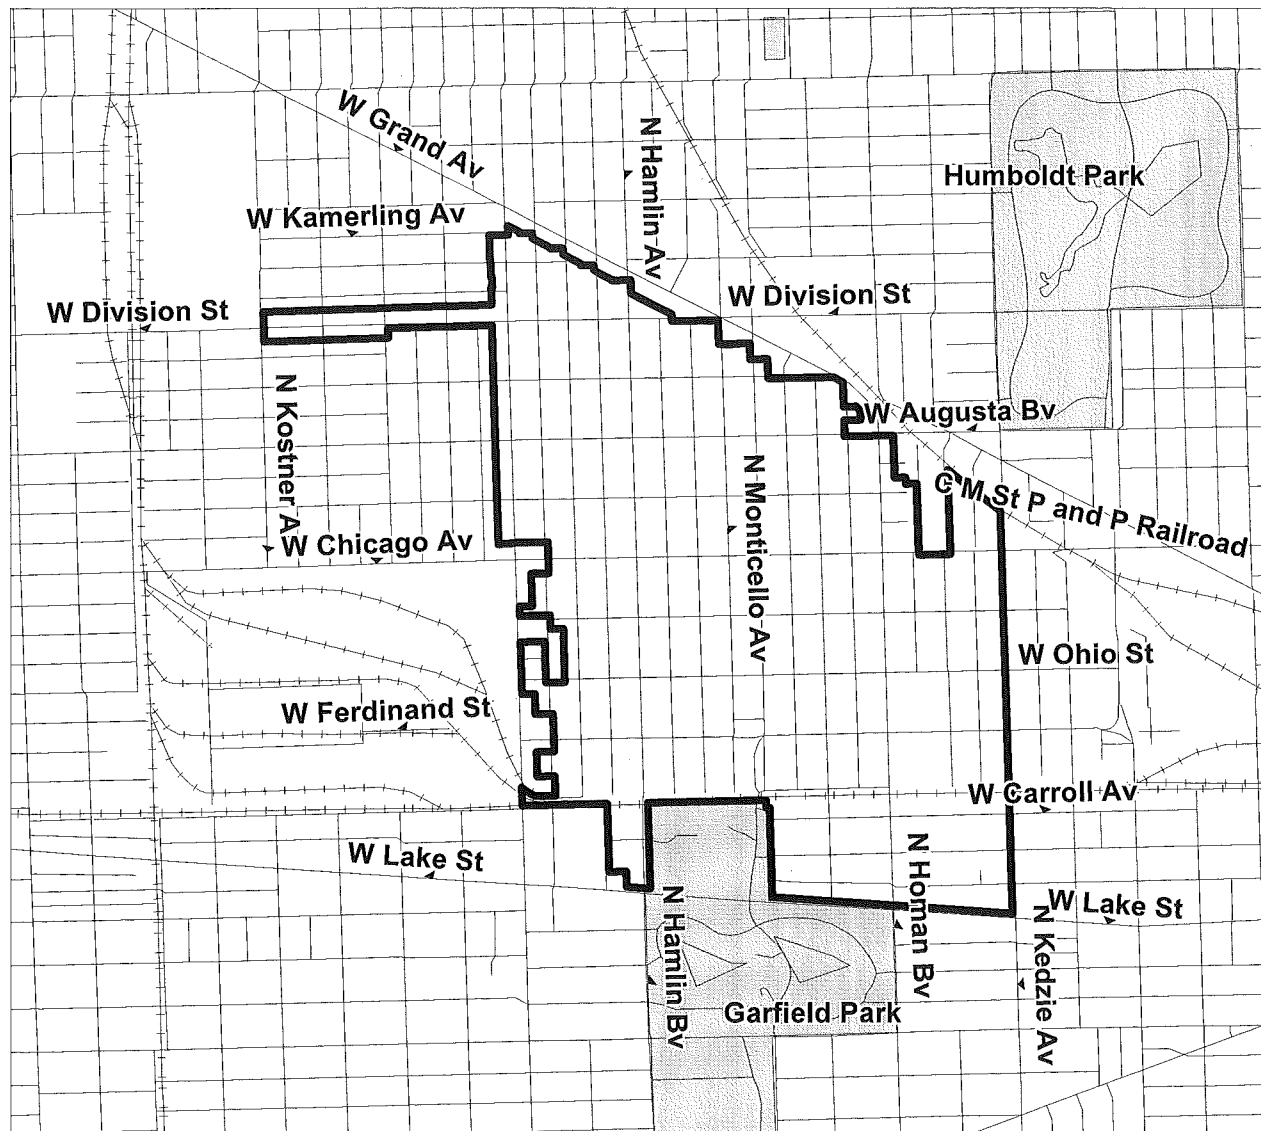 W Grand Av
N Hamlin Av
Humboldt Park
W Kamerling Av
W Division St
W Division St
N Kostner A
W Augusta Bv
N Monticello Av
C M St P and P Railroad
W Chicago Av
W Ohio St
W Ferdinand St
W Carroll Av
W Lake St
N Homan Bv
W Lake St
N Hamlin Bv
N Kedzie Av
Garfield Park